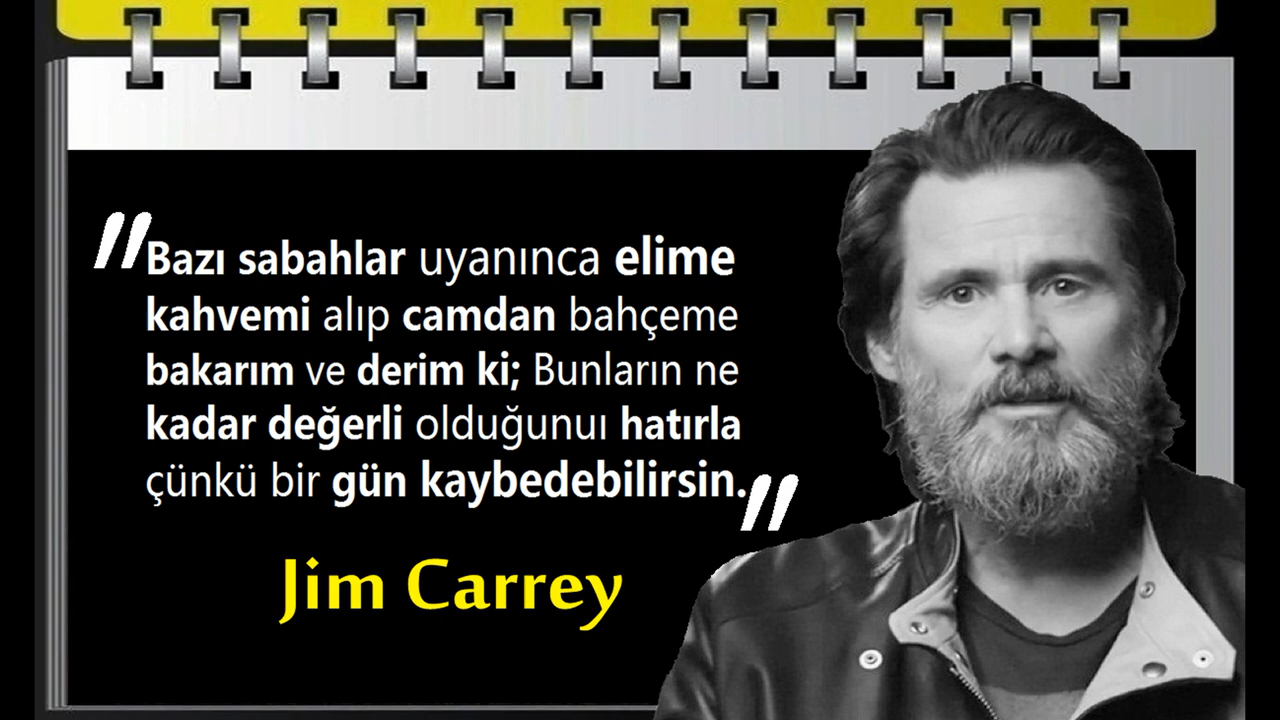 "Bazı sabahlar uyanınca elime
kahvemi alıp camdan bahçeme
bakarım ve derim ki; Bunların ne
kadar değerli olduğunuı hatırla
çünkü bir gün kaybedebilirsin."
Jim Carrey